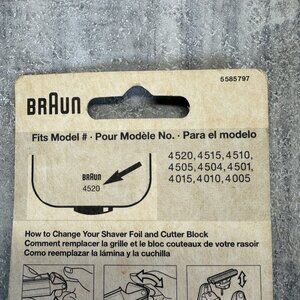 5585797
BRAUN
Fits Model # · Pour Modèle No. · Para el modelo
BRAUN
4520
4520, 4515, 4510,
4505, 4504, 4501,
4015, 4010, 4005
How to Change Your Shaver Foil and Cutter Block
Comment remplacer la grille et le bloc couteaux de votre rasoir
Como reemplazar la lámina y la cuchilla